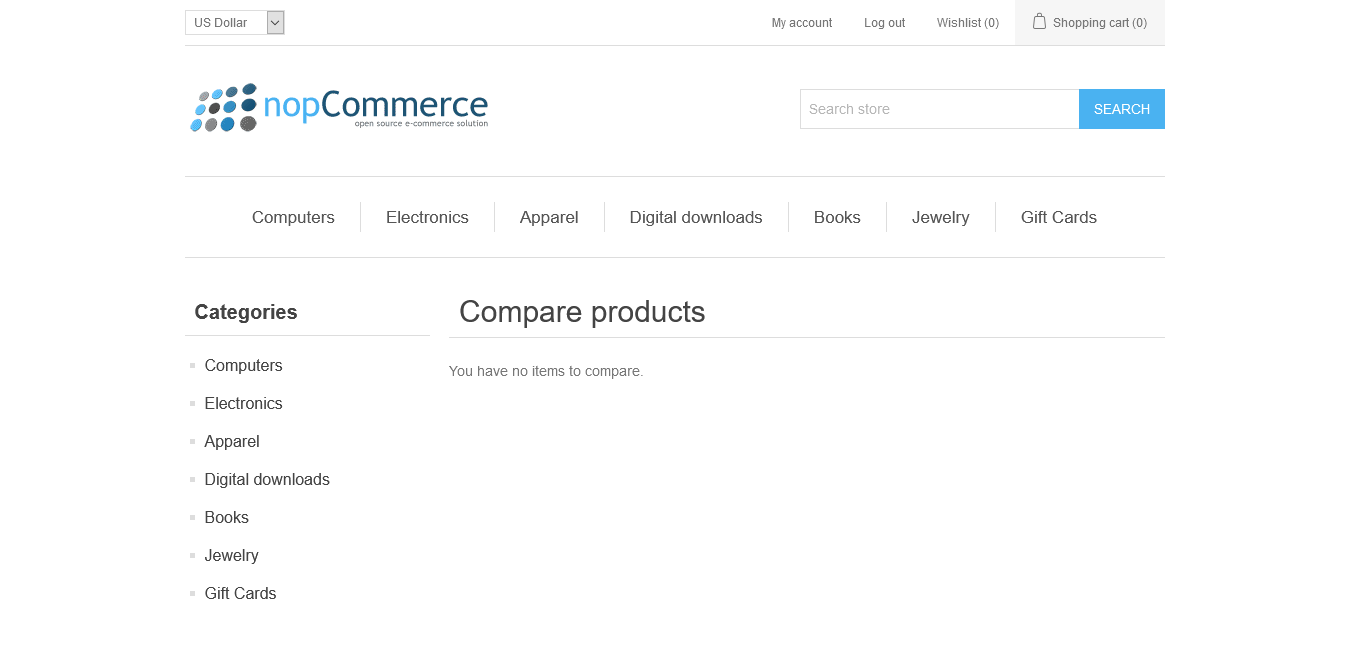 US Dollar My account Log out Wishlist (0) Shopping cart (0)
nopCommerce
open source e-commerce solution
Search store SEARCH
Computers Electronics Apparel Digital downloads Books Jewelry Gift Cards
Categories
Computers
Electronics
Apparel
Digital downloads
Books
Jewelry
Gift Cards
Compare products
You have no items to compare.